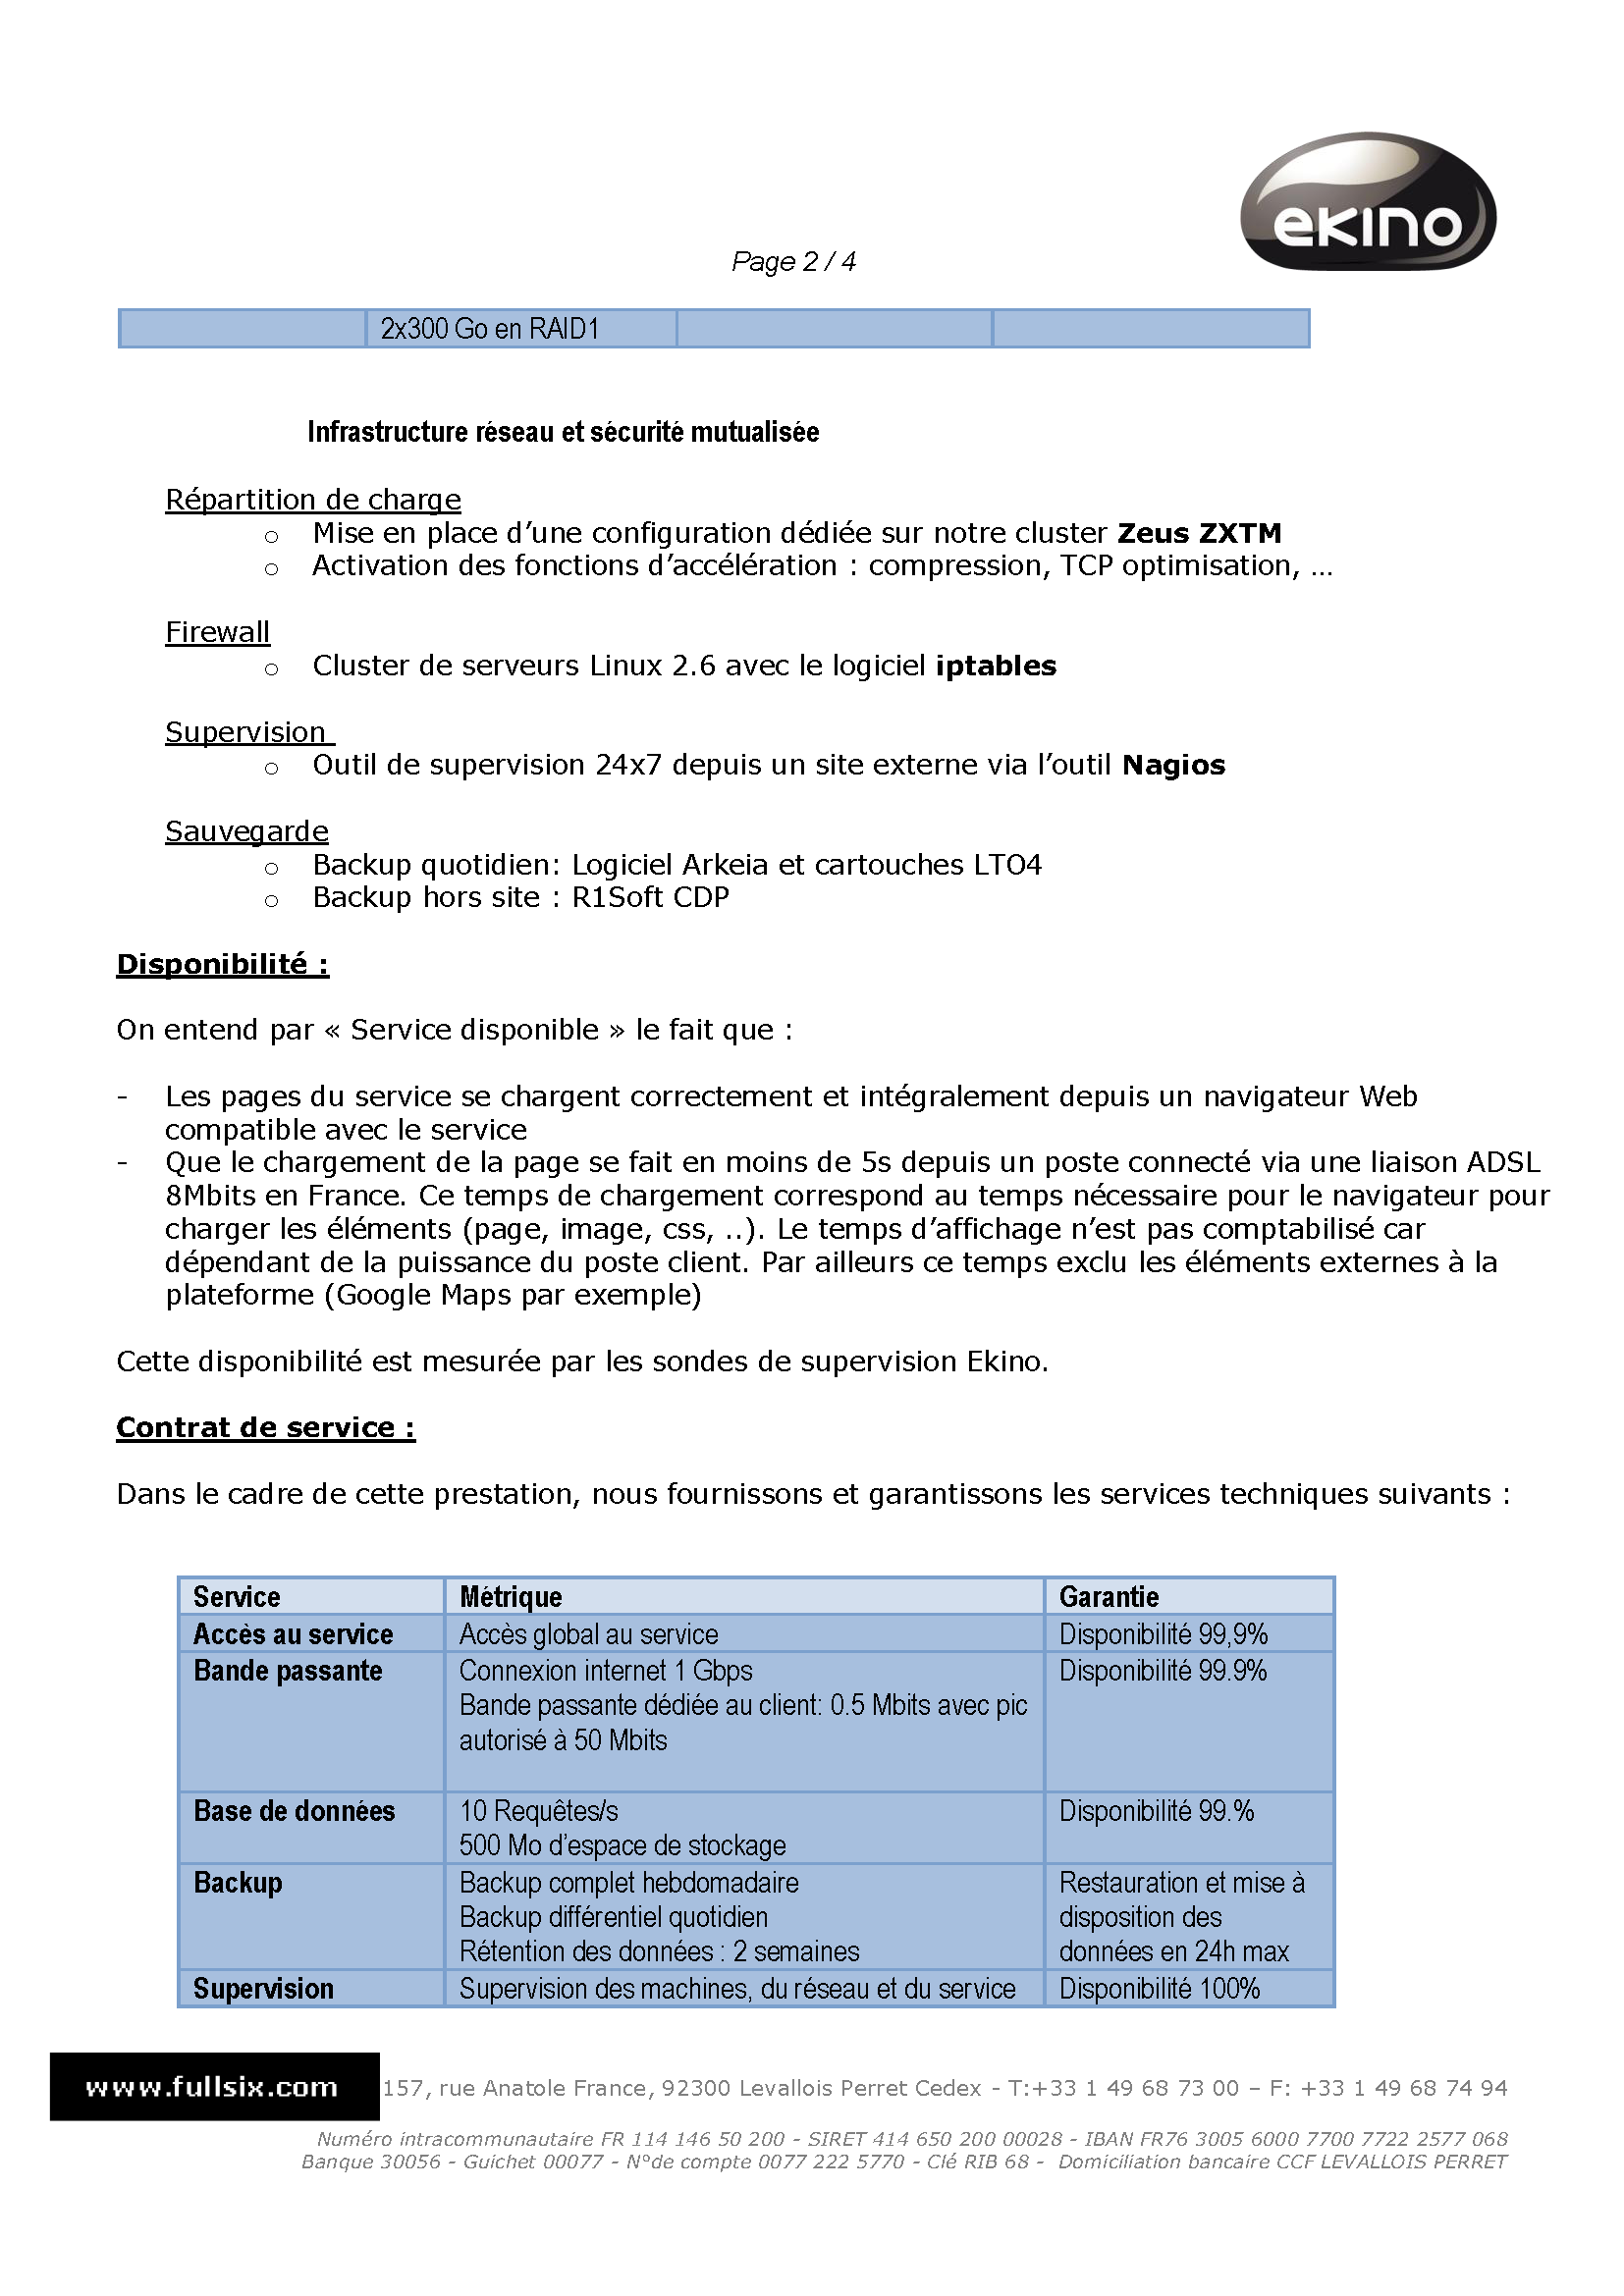 ekino
Page 2 / 4
2x300 Go en RAID1
Infrastructure réseau et sécurité mutualisée
Répartition de charge
o Mise en place d’une configuration dédiée sur notre cluster Zeus ZXTM
o Activation des fonctions d’accélération : compression, TCP optimisation, …
Firewall
o Cluster de serveurs Linux 2.6 avec le logiciel iptables
Supervision
o Outil de supervision 24x7 depuis un site externe via l’outil Nagios
Sauvegarde
o Backup quotidien: Logiciel Arkeia et cartouches LTO4
o Backup hors site : R1Soft CDP
Disponibilité :
On entend par « Service disponible » le fait que :
- Les pages du service se chargent correctement et intégralement depuis un navigateur Web
compatible avec le service
- Que le chargement de la page se fait en moins de 5s depuis un poste connecté via une liaison ADSL
8Mbits en France. Ce temps de chargement correspond au temps nécessaire pour le navigateur pour
charger les éléments (page, image, css, ..). Le temps d’affichage n’est pas comptabilisé car
dépendant de la puissance du poste client. Par ailleurs ce temps exclu les éléments externes à la
plateforme (Google Maps par exemple)
Cette disponibilité est mesurée par les sondes de supervision Ekino.
Contrat de service :
Dans le cadre de cette prestation, nous fournissons et garantissons les services techniques suivants :
Service Métrique Garantie
Accès au service Accès global au service Disponibilité 99,9%
Bande passante Connexion internet 1 Gbps Disponibilité 99.9%
Bande passante dédiée au client: 0.5 Mbits avec pic
autorisé à 50 Mbits
Base de données 10 Requêtes/s Disponibilité 99.%
500 Mo d’espace de stockage
Backup Backup complet hebdomadaire Restauration et mise à
Backup différentiel quotidien disposition des
Rétention des données : 2 semaines données en 24h max
Supervision Supervision des machines, du réseau et du service Disponibilité 100%
www.fullsix.com 157, rue Anatole France, 92300 Levallois Perret Cedex - T:+33 1 49 68 73 00 – F: +33 1 49 68 74 94
Numéro intracommunautaire FR 114 146 50 200 - SIRET 414 650 200 00028 - IBAN FR76 3005 6000 7700 7722 2577 068
Banque 30056 - Guichet 00077 - N°de compte 0077 222 5770 - Clé RIB 68 - Domiciliation bancaire CCF LEVALLOIS PERRET